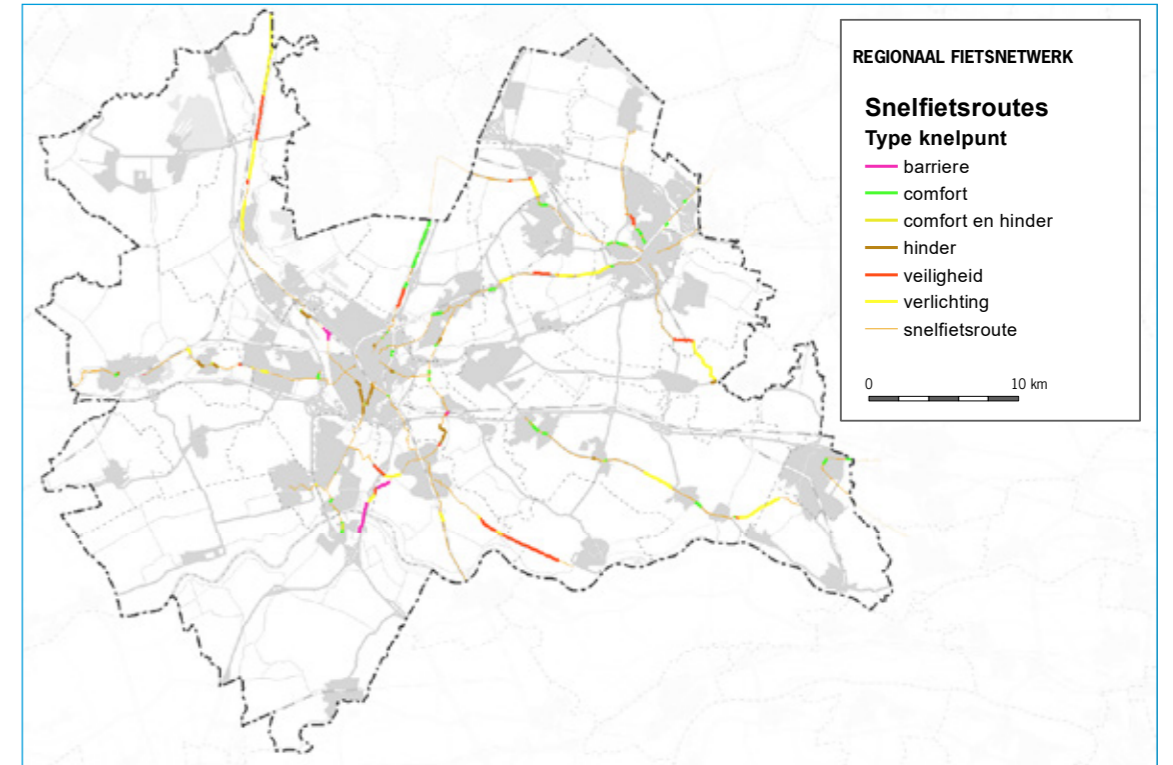 REGIONAAL FIETSNETWERK
Snelfietsroutes
Type knelpunt
barriere
comfort
comfort en hinder
hinder
veiligheid
verlichting
snelfietsroute
0 10 km